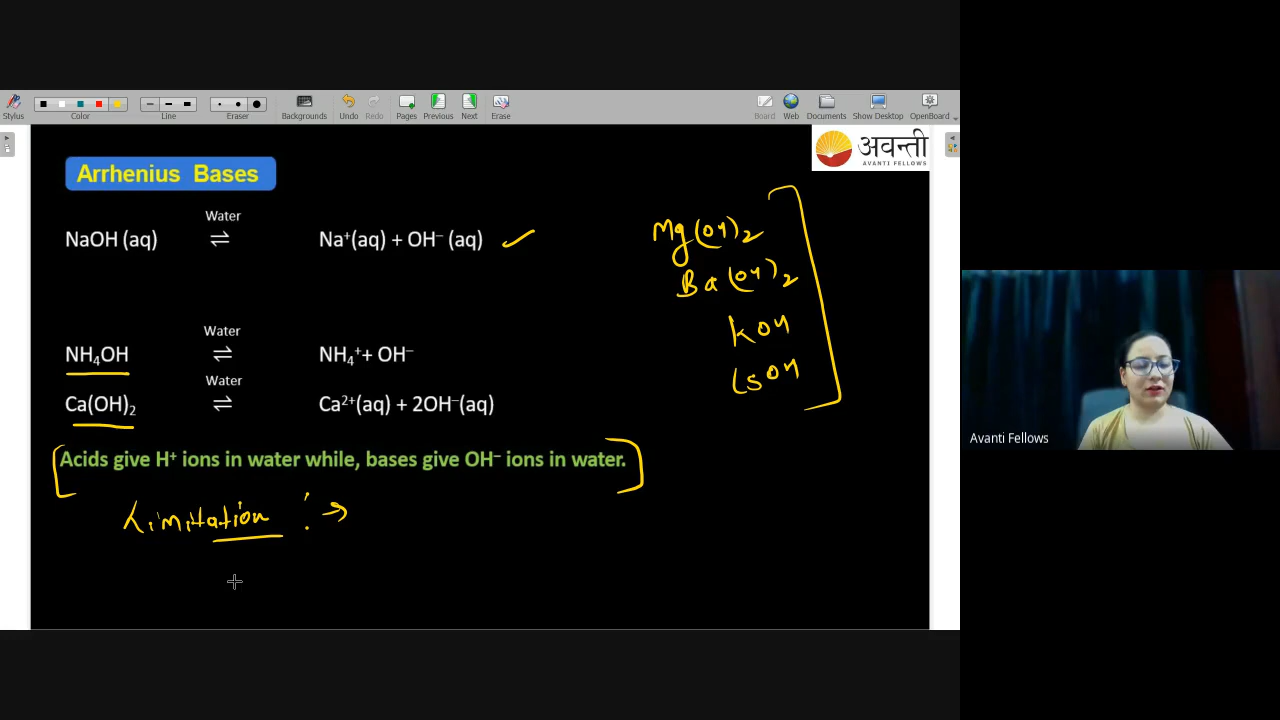 Stylus
Color
Line
Eraser
Backgrounds
Undo
Redo
Pages
Previous
Next
Erase
Board
Web
Documents
Show Desktop
OpenBoard
अवन्ती
AVANTI FELLOWS
Arrhenius Bases
NaOH (aq) Water ⇌ Na⁺(aq) + OH⁻ (aq) ✓
NH₄OH Water ⇌ NH₄⁺+ OH⁻
Ca(OH)₂ Water ⇌ Ca²⁺(aq) + 2OH⁻(aq)
Acids give H⁺ ions in water while, bases give OH⁻ ions in water.
Limitation : →
Mg(OH)₂
Ba(OH)₂
KOH
CsOH
Avanti Fellows